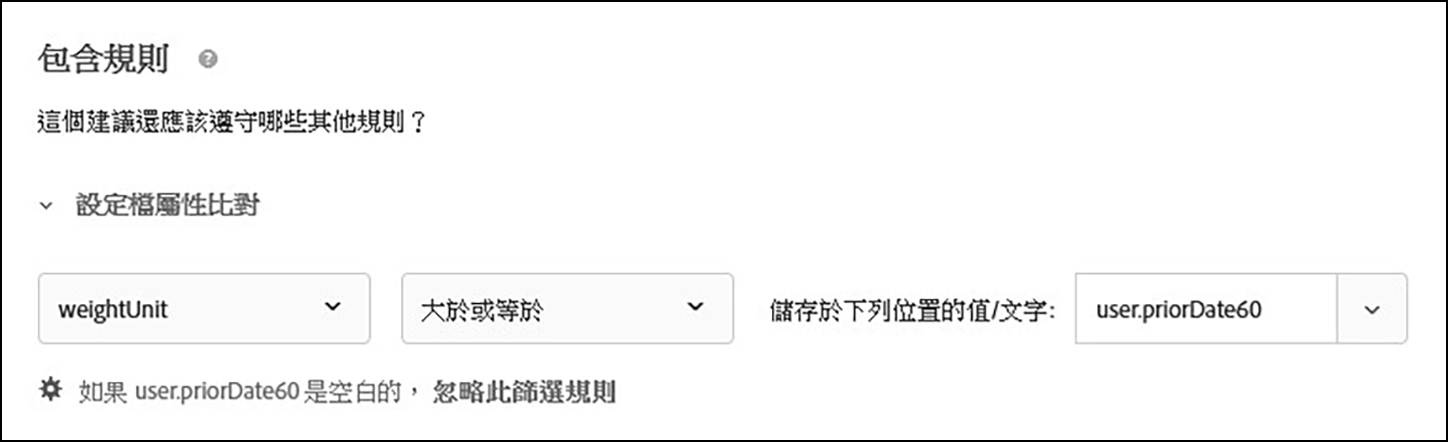 包含規則 ?
這個建議還應該遵守哪些其他規則？
設定檔屬性比對
weightUnit 大於或等於 儲存於下列位置的值/文字: user.priorDate60
如果 user.priorDate60 是空白的，忽略此篩選規則